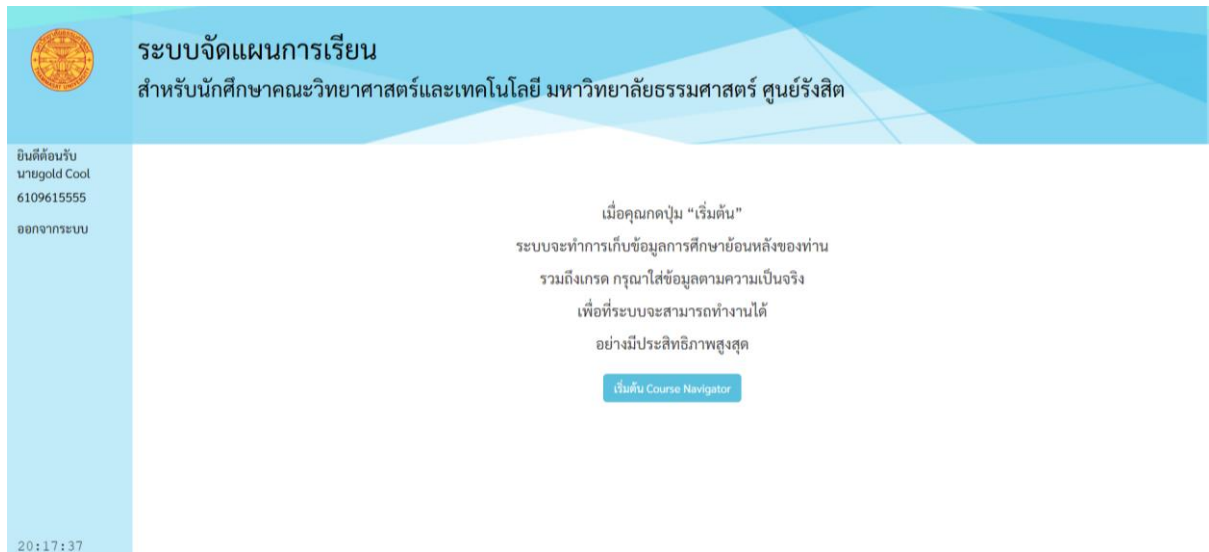 ระบบจัดแผนการเรียน
สำหรับนักศึกษาคณะวิทยาศาสตร์และเทคโนโลยี มหาวิทยาลัยธรรมศาสตร์ ศูนย์รังสิต
ยินดีต้อนรับ
นายgold Cool
6109615555
ออกจากระบบ
เมื่อคุณกดปุ่ม “เริ่มต้น”
ระบบจะทำการเก็บข้อมูลการศึกษาย้อนหลังของท่าน
รวมถึงเกรด กรุณาใส่ข้อมูลตามความเป็นจริง
เพื่อที่ระบบจะสามารถทำงานได้
อย่างมีประสิทธิภาพสูงสุด
เริ่มต้น Course Navigator
20:17:37